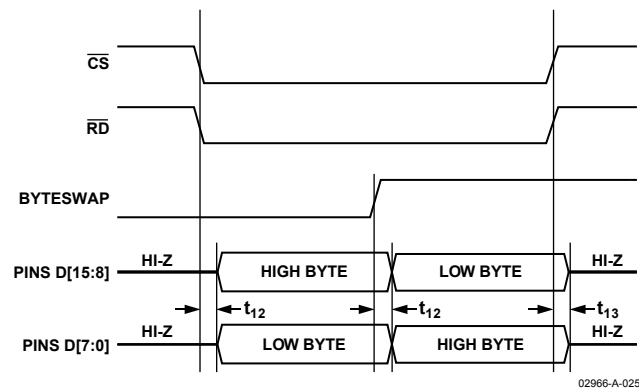 CS
RD
BYTESWAP
PINS D[15:8] HI-Z HIGH BYTE LOW BYTE HI-Z
t12 t12 t13
PINS D[7:0] HI-Z LOW BYTE HIGH BYTE HI-Z
02966-A-025